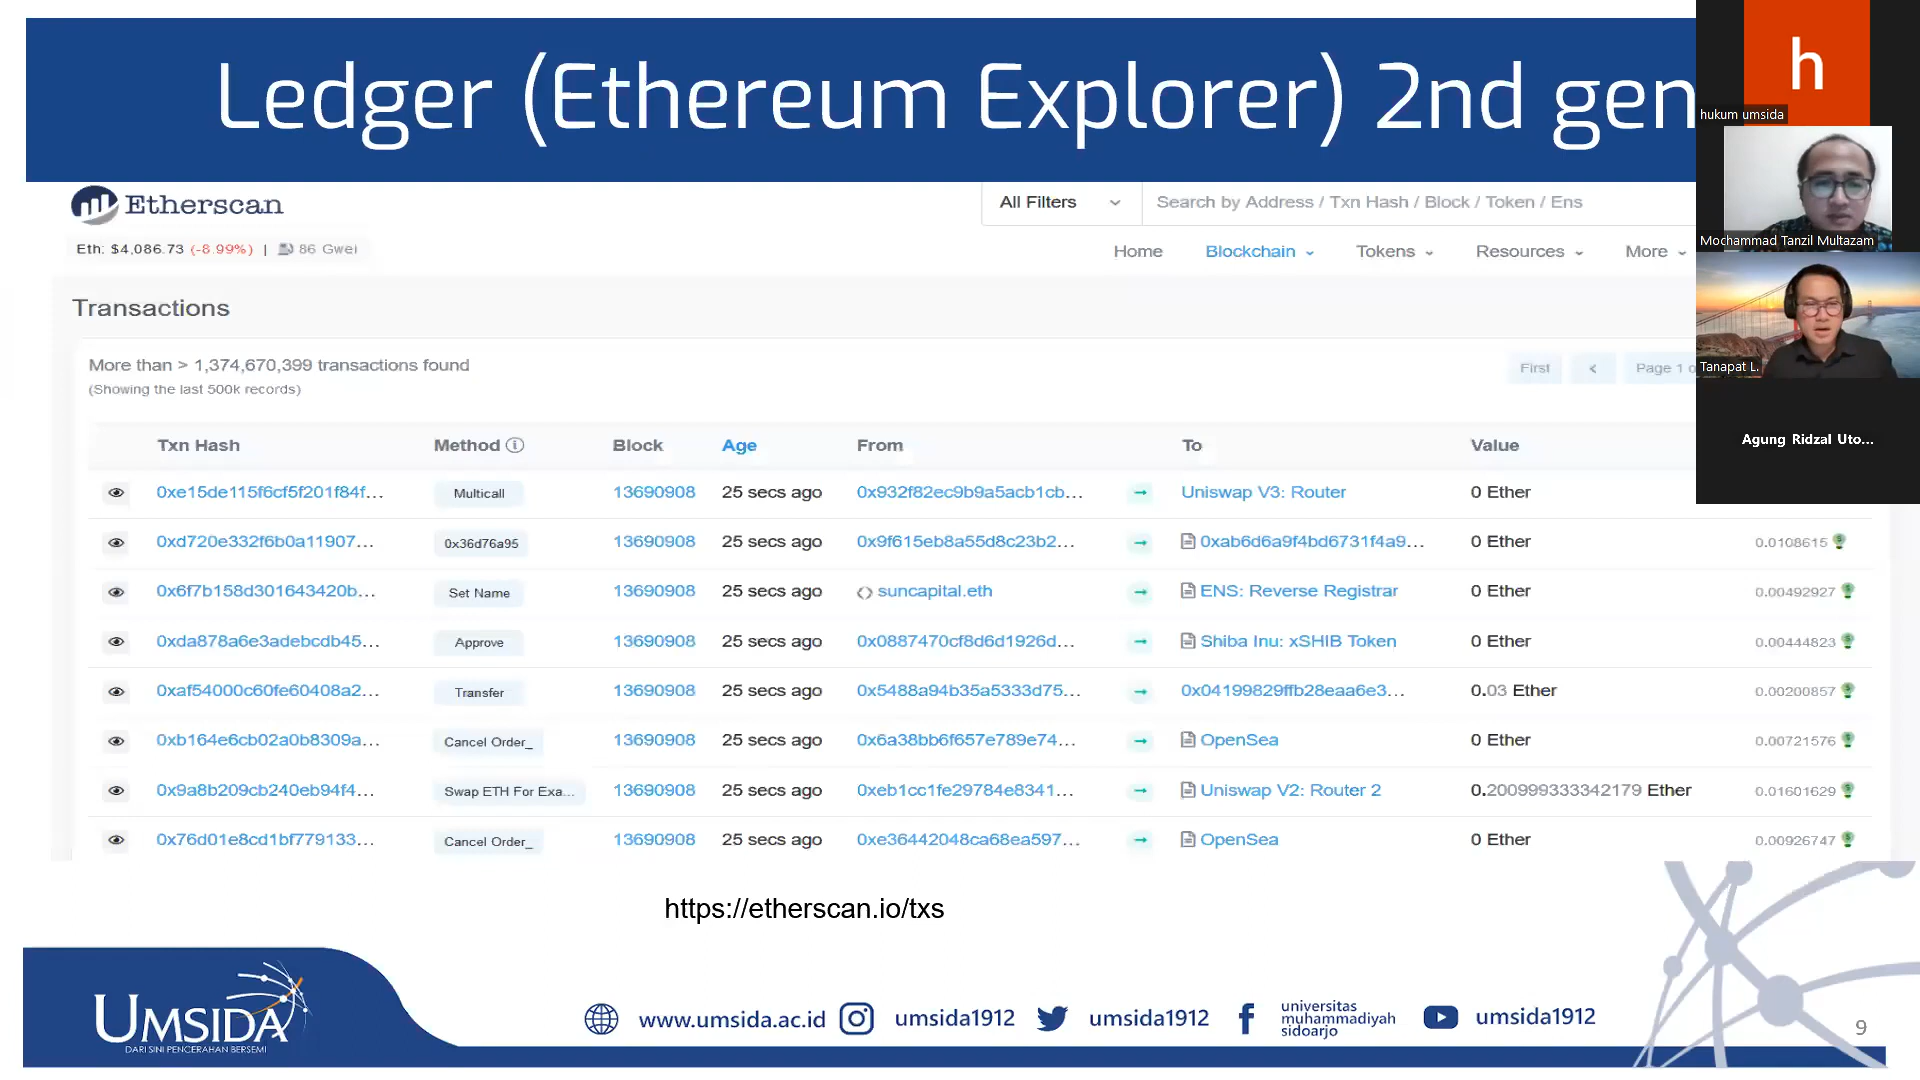 Ledger (Ethereum Explorer) 2nd gen
h
hukum umsida
Mochammad Tanzil Multazam
Tanapat L.
Agung Ridzal Uto...
Etherscan
All Filters
Search by Address / Txn Hash / Block / Token / Ens
Eth: $4,086.73 (-8.99%) | 86 Gwei
Home Blockchain Tokens Resources More
Transactions
More than > 1,374,670,399 transactions found
(Showing the last 500k records)
First < Page 1 o
Txn Hash Method Block Age From To Value
0xe15de115f6cf5f201f84f... Multicall 13690908 25 secs ago 0x932f82ec9b9a5acb1cb... Uniswap V3: Router 0 Ether
0xd720e332f6b0a11907... 0x36d76a95 13690908 25 secs ago 0x9f615eb8a55d8c23b2... 0xab6d6a9f4bd6731f4a9... 0 Ether 0.0108615
0x6f7b158d301643420b... Set Name 13690908 25 secs ago suncapital.eth ENS: Reverse Registrar 0 Ether 0.00492927
0xda878a6e3adebcdb45... Approve 13690908 25 secs ago 0x0887470cf8d6d1926d... Shiba Inu: xSHIB Token 0 Ether 0.00444823
0xaf54000c60fe60408a2... Transfer 13690908 25 secs ago 0x5488a94b35a5333d75... 0x04199829ffb28eaa6e3... 0.03 Ether 0.00200857
0xb164e6cb02a0b8309a... Cancel Order_ 13690908 25 secs ago 0x6a38bb6f657e789e74... OpenSea 0 Ether 0.00721576
0x9a8b209cb240eb94f4... Swap ETH For Exa... 13690908 25 secs ago 0xeb1cc1fe29784e8341... Uniswap V2: Router 2 0.200999333342179 Ether 0.01601629
0x76d01e8cd1bf779133... Cancel Order_ 13690908 25 secs ago 0xe36442048ca68ea597... OpenSea 0 Ether 0.00926747
https://etherscan.io/txs
UMSIDA
DARI SINI PENCERAHAN BERSEMI
www.umsida.ac.id
umsida1912
umsida1912
universitas
muhammadiyah
sidoarjo
umsida1912
9